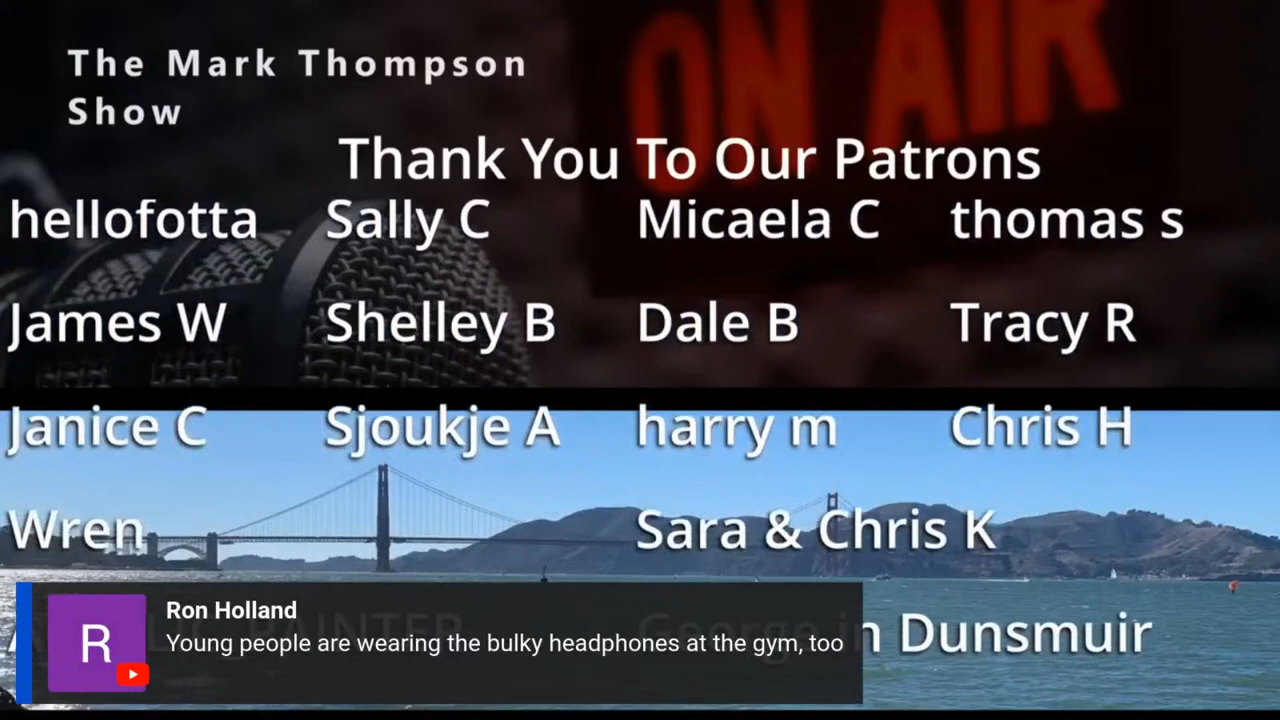 The Mark Thompson
Show
ON AIR
Thank You To Our Patrons
hellofotta Sally C Micaela C thomas s
James W Shelley B Dale B Tracy R
Janice C Sjoukje A harry m Chris H
Wren Sara & Chris K
George in Dunsmuir
R
Ron Holland
Young people are wearing the bulky headphones at the gym, too